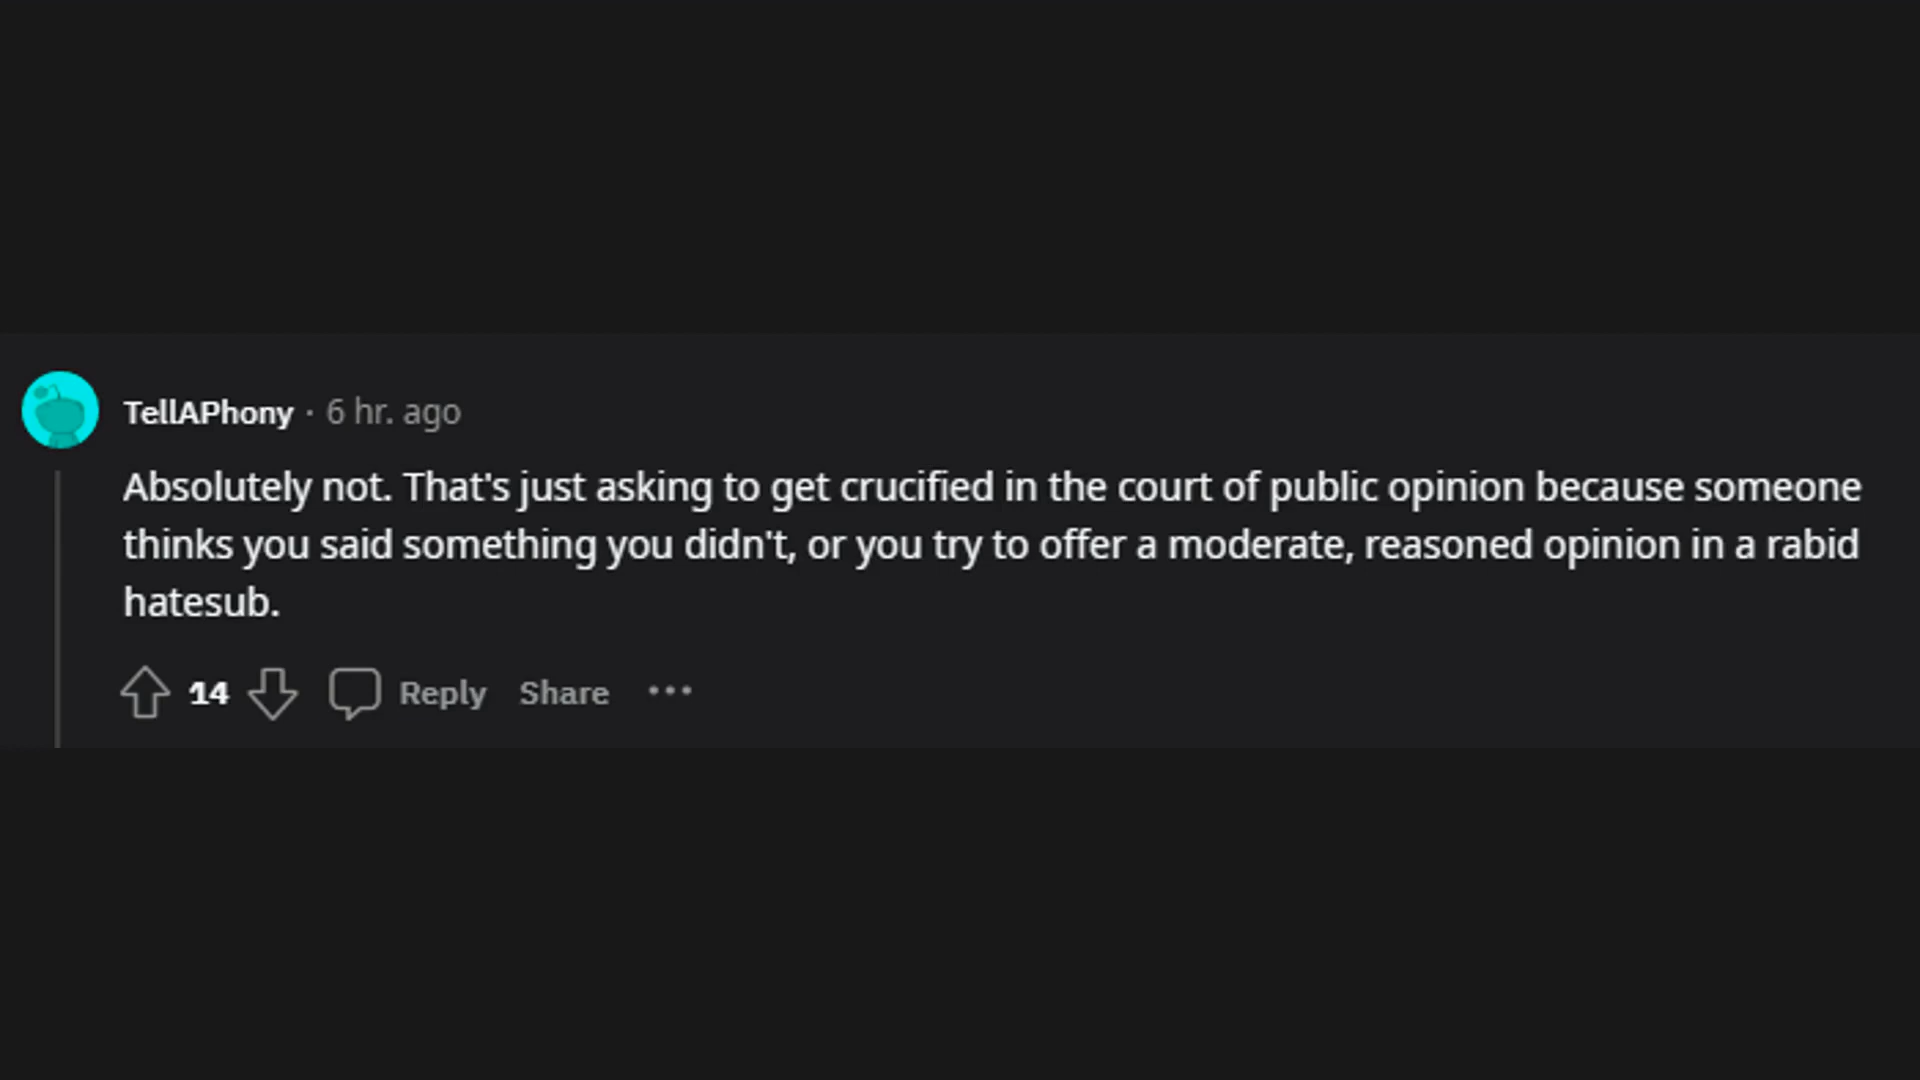 TellAPhony · 6 hr. ago
Absolutely not. That's just asking to get crucified in the court of public opinion because someone
thinks you said something you didn't, or you try to offer a moderate, reasoned opinion in a rabid
hatesub.
14 Reply Share ···